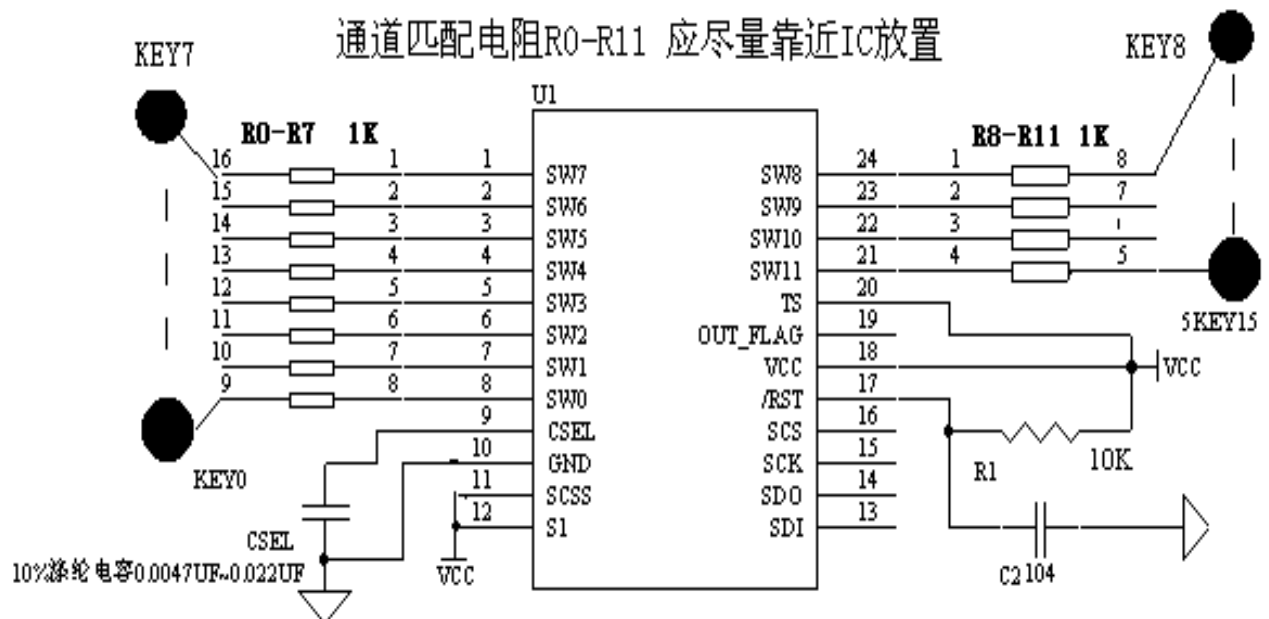 通道匹配电阻R0-R11 应尽量靠近IC放置
KEY7
KEY8
U1
R0-R7 1K
R8-R11 1K
16 1 1 SW7
15 2 2 SW6
14 3 3 SW5
13 4 4 SW4
12 5 5 SW3
11 6 6 SW2
10 7 7 SW1
9 8 8 SW0
9 CSEL
10 GND
11 SCSS
12 S1
SW8 24 1 8
SW9 23 2 7
SW10 22 3
SW11 21 4 5
TS 20
OUT_FLAG 19
VCC 18
/RST 17
SCS 16
SCK 15
SDO 14
SDI 13
5KEY15
VCC
KEY0
R1
10K
CSEL
10%涤纶电容0.0047UF~0.022UF
VCC
C2 104